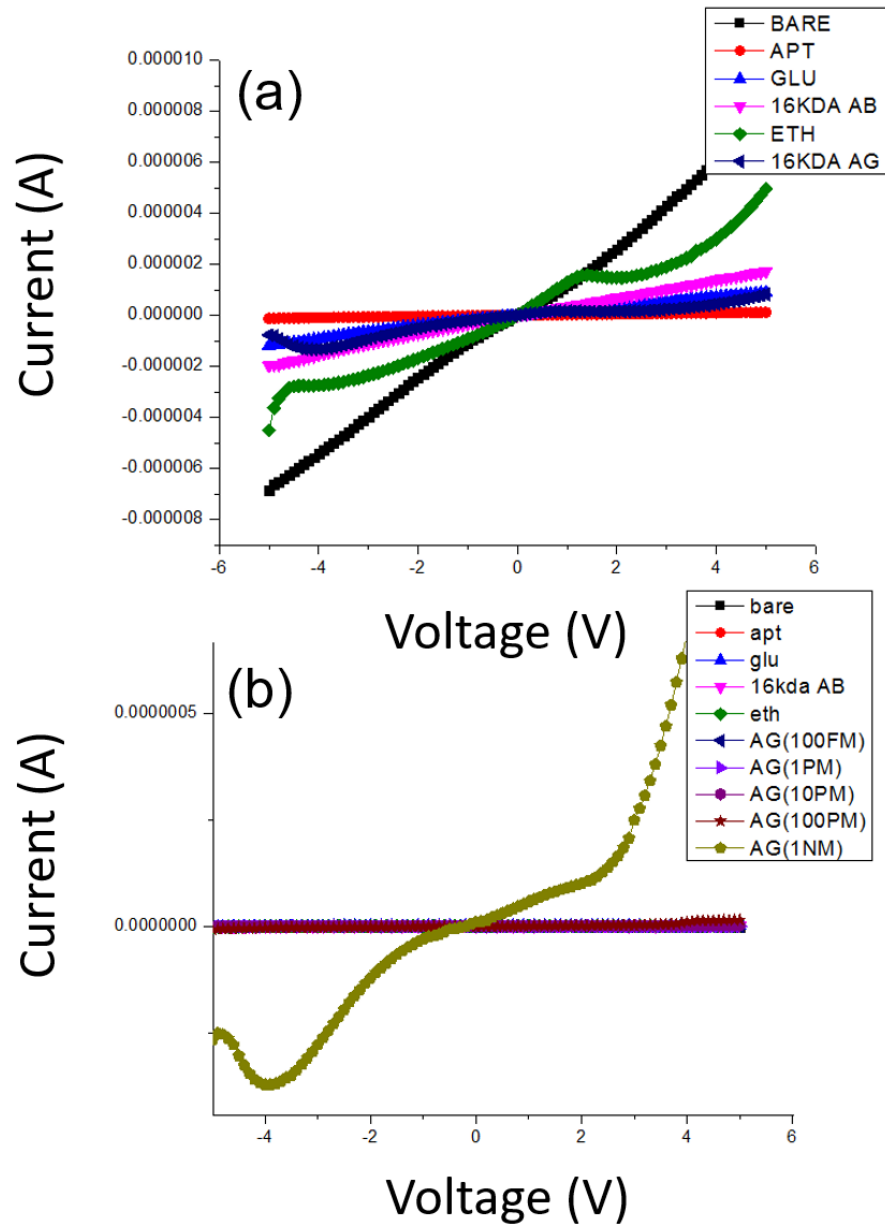 BARE
APT
GLU
16KDA AB
ETH
16KDA AG
(a)
0.000010
0.000008
0.000006
0.000004
0.000002
0.000000
-0.000002
-0.000004
-0.000006
-0.000008
Current (A)
-6 -4 -2 0 2 4 6
Voltage (V)
bare
apt
glu
16kda AB
eth
AG(100FM)
AG(1PM)
AG(10PM)
AG(100PM)
AG(1NM)
(b)
0.0000005
0.0000000
Current (A)
-4 -2 0 2 4 6
Voltage (V)